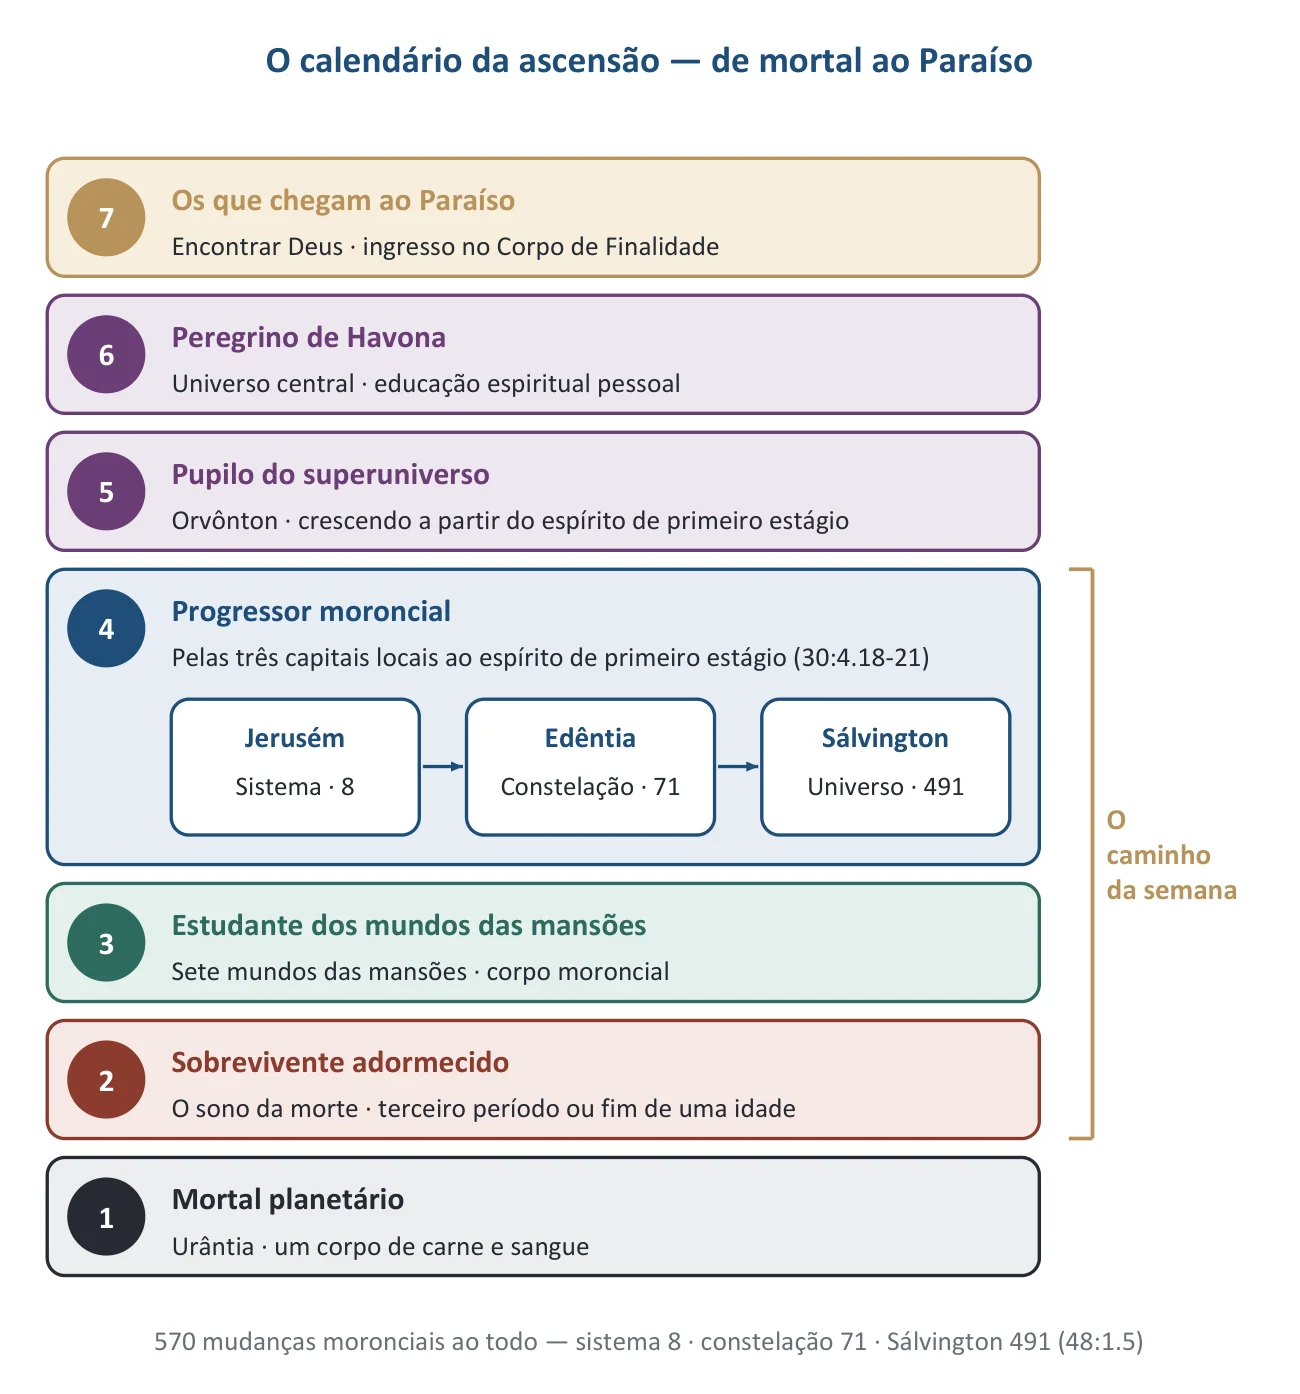 O calendário da ascensão — de mortal ao Paraíso
7
Os que chegam ao Paraíso
Encontrar Deus · ingresso no Corpo de Finalidade
6
Peregrino de Havona
Universo central · educação espiritual pessoal
5
Pupilo do superuniverso
Orvônton · crescendo a partir do espírito de primeiro estágio
4
Progressor moroncial
Pelas três capitais locais ao espírito de primeiro estágio (30:4.18-21)
Jerusém
Sistema · 8
Edêntia
Constelação · 71
Sálvington
Universo · 491
O
caminho
da semana
3
Estudante dos mundos das mansões
Sete mundos das mansões · corpo moroncial
2
Sobrevivente adormecido
O sono da morte · terceiro período ou fim de uma idade
1
Mortal planetário
Urântia · um corpo de carne e sangue
570 mudanças moronciais ao todo — sistema 8 · constelação 71 · Sálvington 491 (48:1.5)